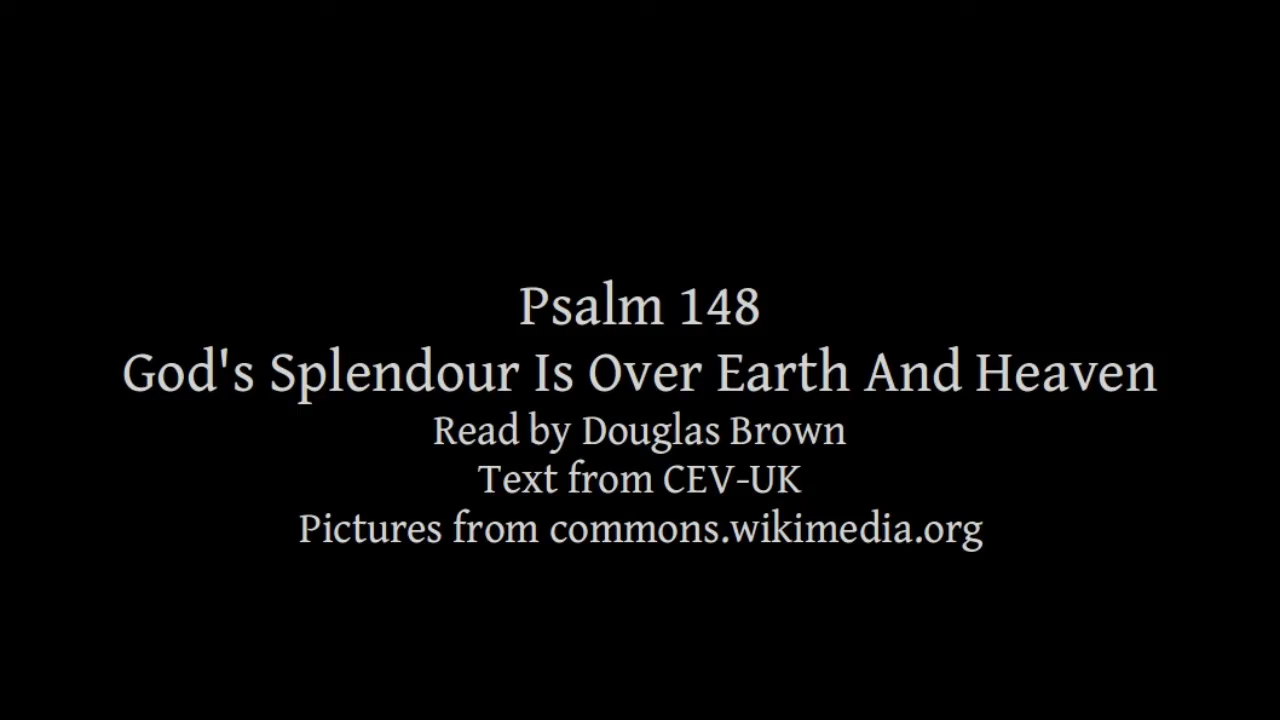 Psalm 148
God's Splendour Is Over Earth And Heaven
Read by Douglas Brown
Text from CEV-UK
Pictures from commons.wikimedia.org